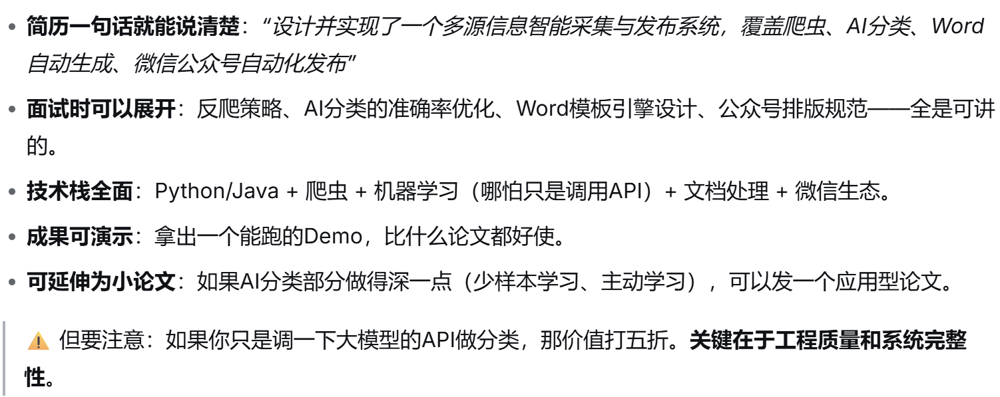 • 简历一句话就能说清楚：“设计并实现了一个多源信息智能采集与发布系统，覆盖爬虫、AI分类、Word
自动生成、微信公众号自动化发布”
• 面试时可以展开：反爬策略、AI分类的准确率优化、Word模板引擎设计、公众号排版规范——全是可讲
的。
• 技术栈全面：Python/Java + 爬虫 + 机器学习（哪怕只是调用API）+ 文档处理 + 微信生态。
• 成果可演示：拿出一个能跑的Demo，比什么论文都好使。
• 可延伸为小论文：如果AI分类部分做得深一点（少样本学习、主动学习），可以发一个应用型论文。
⚠️ 但要注意：如果你只是调一下大模型的API做分类，那价值打五折。关键在于工程质量和系统完整
性。